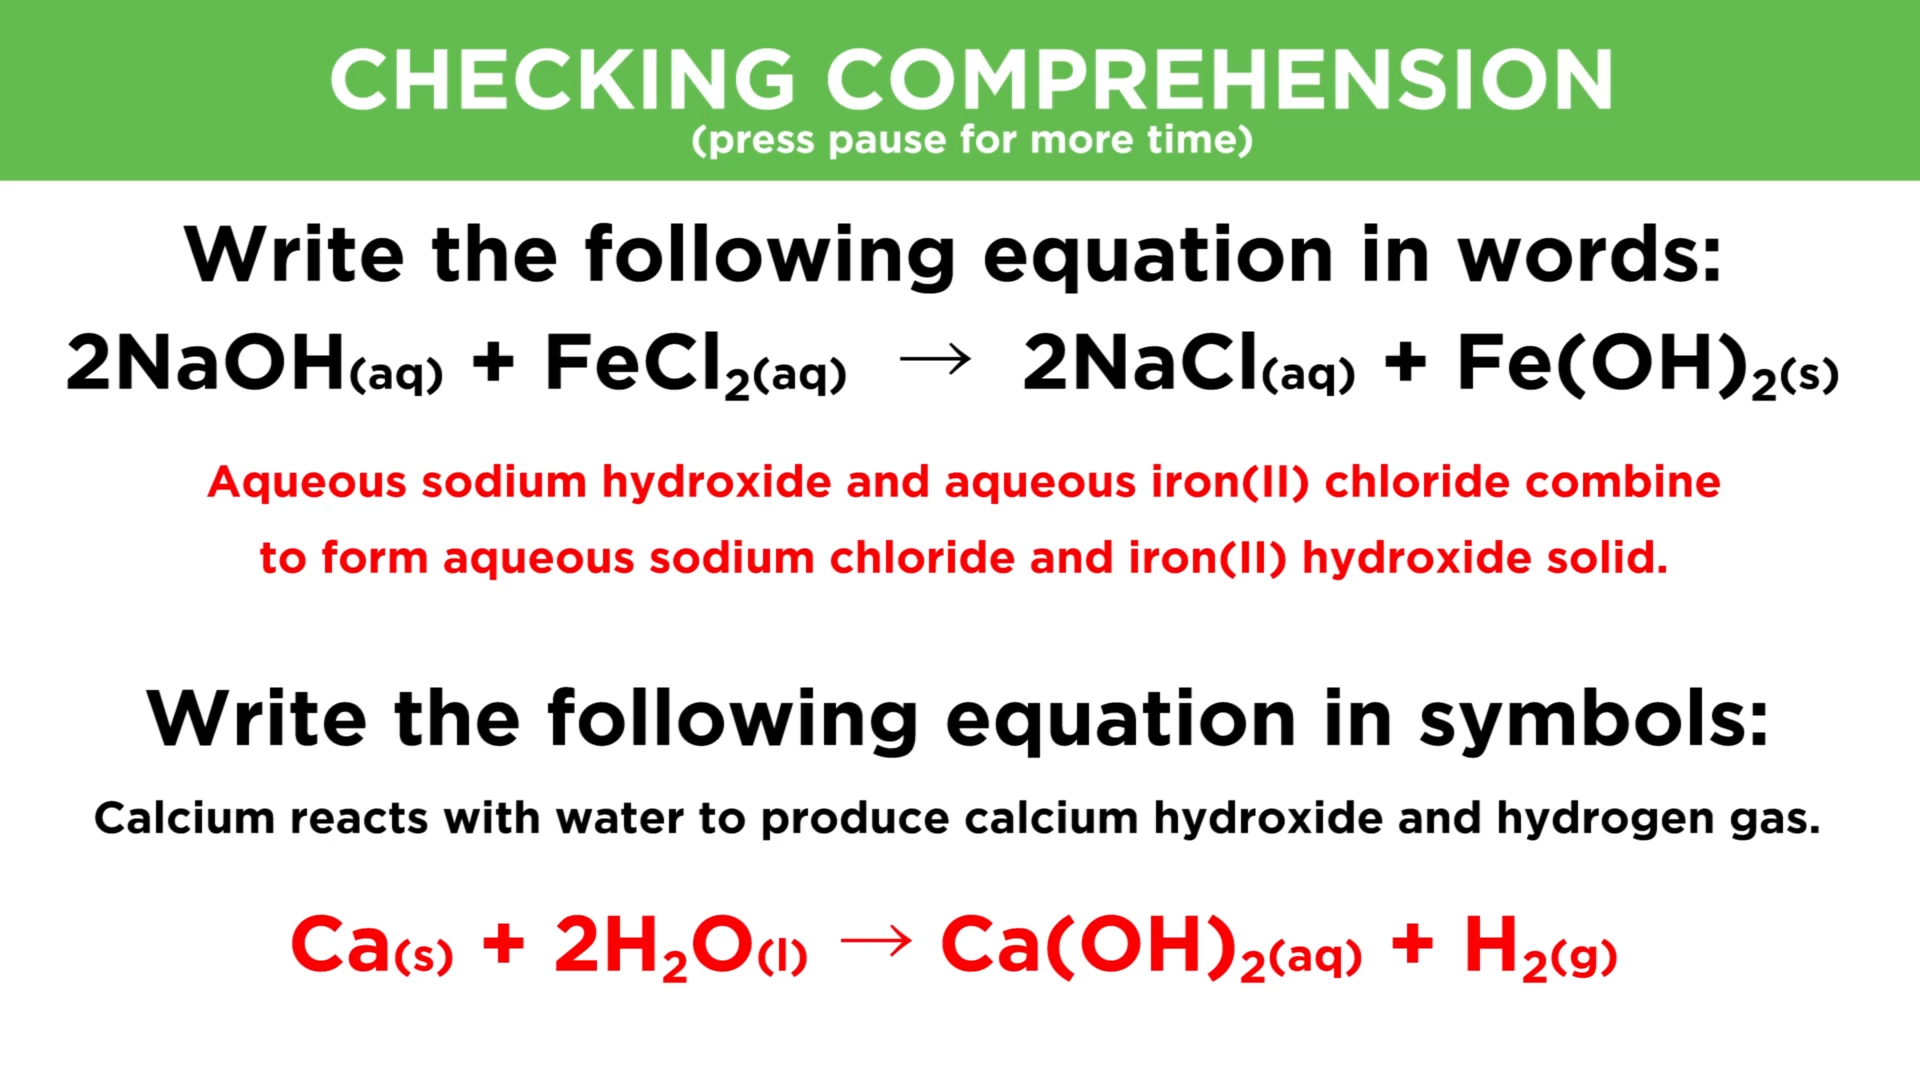 CHECKING COMPREHENSION
(press pause for more time)
Write the following equation in words:
2NaOH(aq) + FeCl₂(aq) → 2NaCl(aq) + Fe(OH)₂(s)
Aqueous sodium hydroxide and aqueous iron(II) chloride combine
to form aqueous sodium chloride and iron(II) hydroxide solid.
Write the following equation in symbols:
Calcium reacts with water to produce calcium hydroxide and hydrogen gas.
Ca(s) + 2H₂O(l) → Ca(OH)₂(aq) + H₂(g)